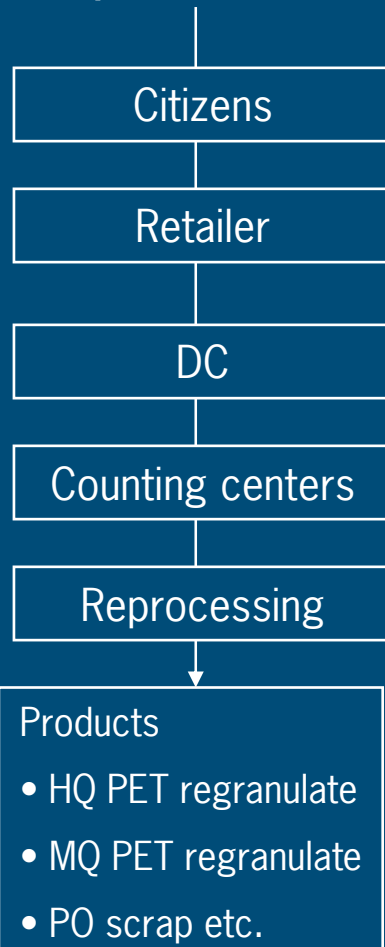 Citizens
Retailer
DC
Counting centers
Reprocessing
Products
• HQ PET regranulate
• MQ PET regranulate
• PO scrap etc.